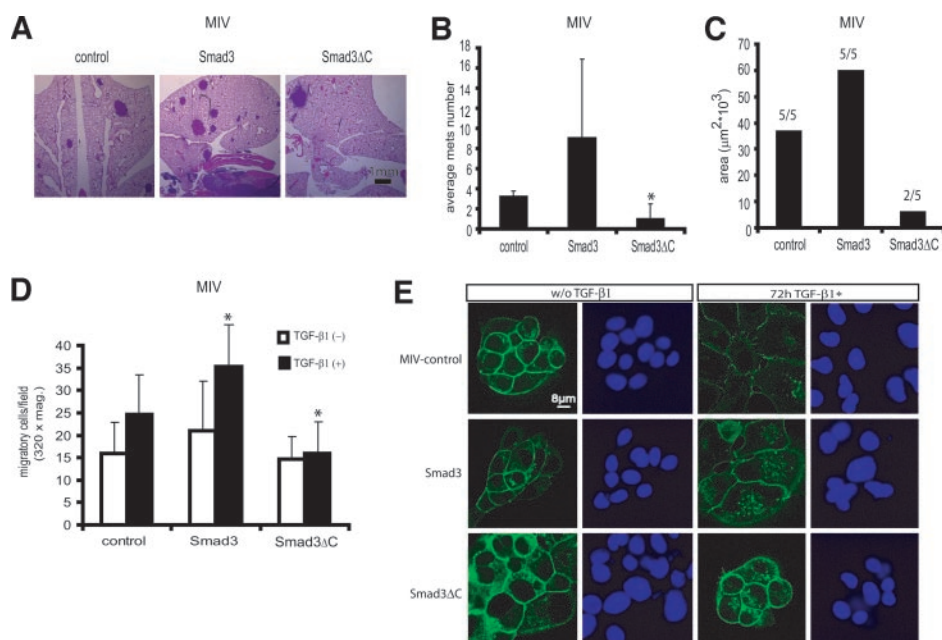 A
MIV
control
Smad3
Smad3ΔC
1mm
B
MIV
average mets number
18
16
14
12
10
8
6
4
2
0
*
control
Smad3
Smad3ΔC
C
MIV
area (μm²*10³)
70
60
50
40
30
20
10
0
5/5
5/5
2/5
control
Smad3
Smad3ΔC
D
MIV
migratory cells/field
(320 x mag.)
40
35
30
25
20
15
10
5
0
*
*
TGF-β1 (−)
TGF-β1 (+)
control
Smad3
Smad3ΔC
E
w/o TGF-β1
72h TGF-β1+
MIV-control
8μm
Smad3
Smad3ΔC